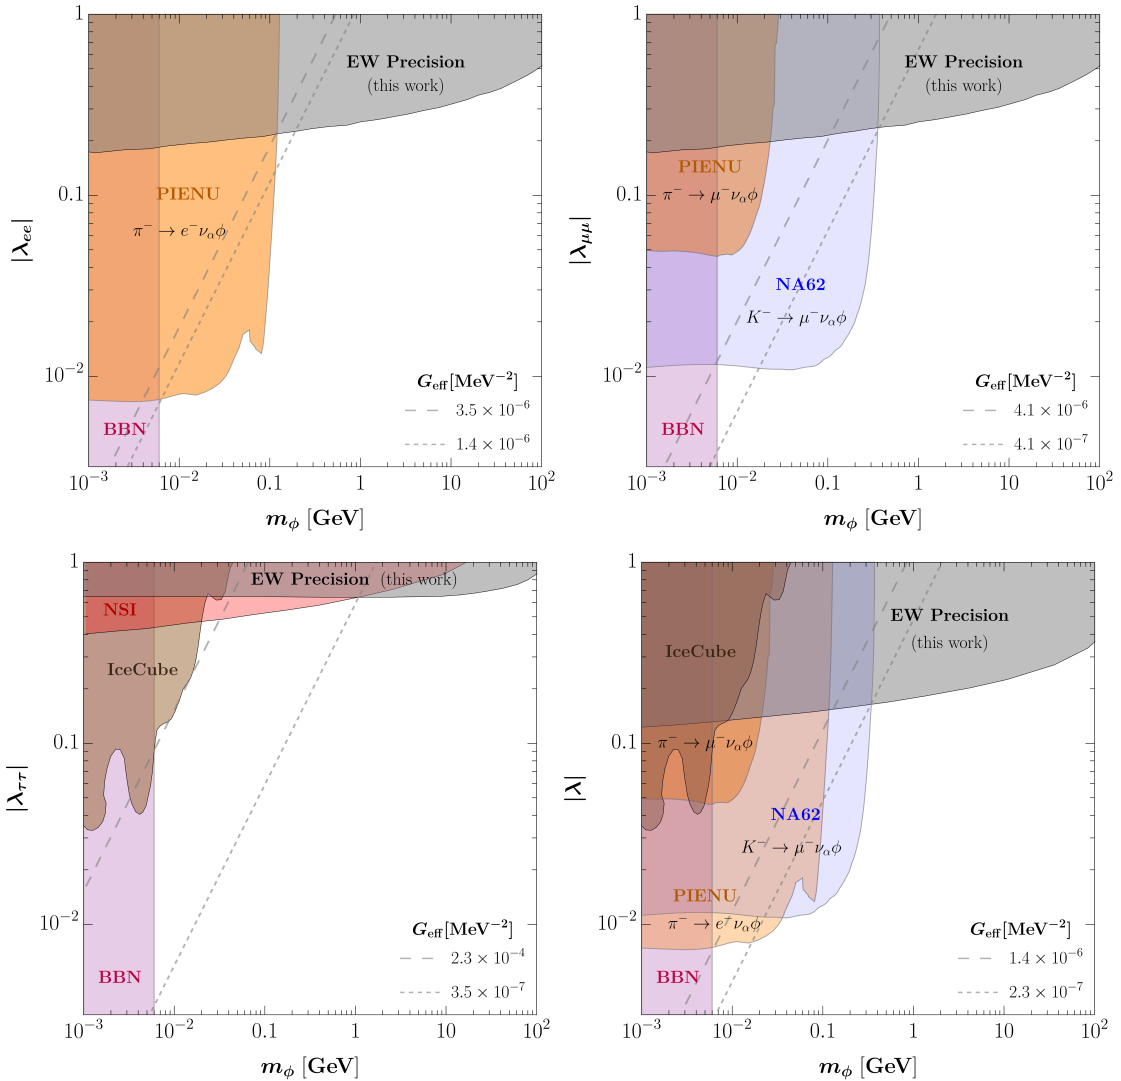 1
0.1
10⁻²
|λ_ee|
EW Precision
(this work)
PIENU
π⁻ → e⁻ν_αϕ
BBN
G_eff[MeV⁻²]
3.5 × 10⁻⁶
1.4 × 10⁻⁶
10⁻³ 10⁻² 0.1 1 10 10²
m_ϕ [GeV]
1
0.1
10⁻²
|λ_μμ|
EW Precision
(this work)
PIENU
π⁻ → μ⁻ν_αϕ
NA62
K⁻ → μ⁻ν_αϕ
BBN
G_eff[MeV⁻²]
4.1 × 10⁻⁶
4.1 × 10⁻⁷
10⁻³ 10⁻² 0.1 1 10 10²
m_ϕ [GeV]
1
0.1
10⁻²
|λ_ττ|
EW Precision (this work)
NSI
IceCube
BBN
G_eff[MeV⁻²]
2.3 × 10⁻⁴
3.5 × 10⁻⁷
10⁻³ 10⁻² 0.1 1 10 10²
m_ϕ [GeV]
1
0.1
10⁻²
|λ|
EW Precision
(this work)
IceCube
π⁻ → μ⁻ν_αϕ
NA62
K⁻ → μ⁻ν_αϕ
PIENU
π⁻ → e⁻ν_αϕ
BBN
G_eff[MeV⁻²]
1.4 × 10⁻⁶
2.3 × 10⁻⁷
10⁻³ 10⁻² 0.1 1 10 10²
m_ϕ [GeV]